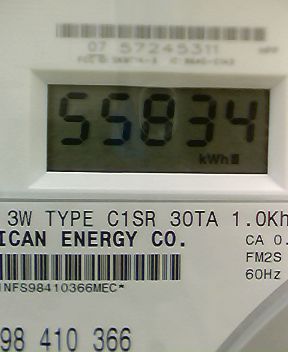 07 57245311
55834
kWh
3W TYPE C1SR 30TA 1.0Kh
ICAN ENERGY CO.
CA 0.
FM2S
60Hz
NFS98410366MEC*
98 410 366